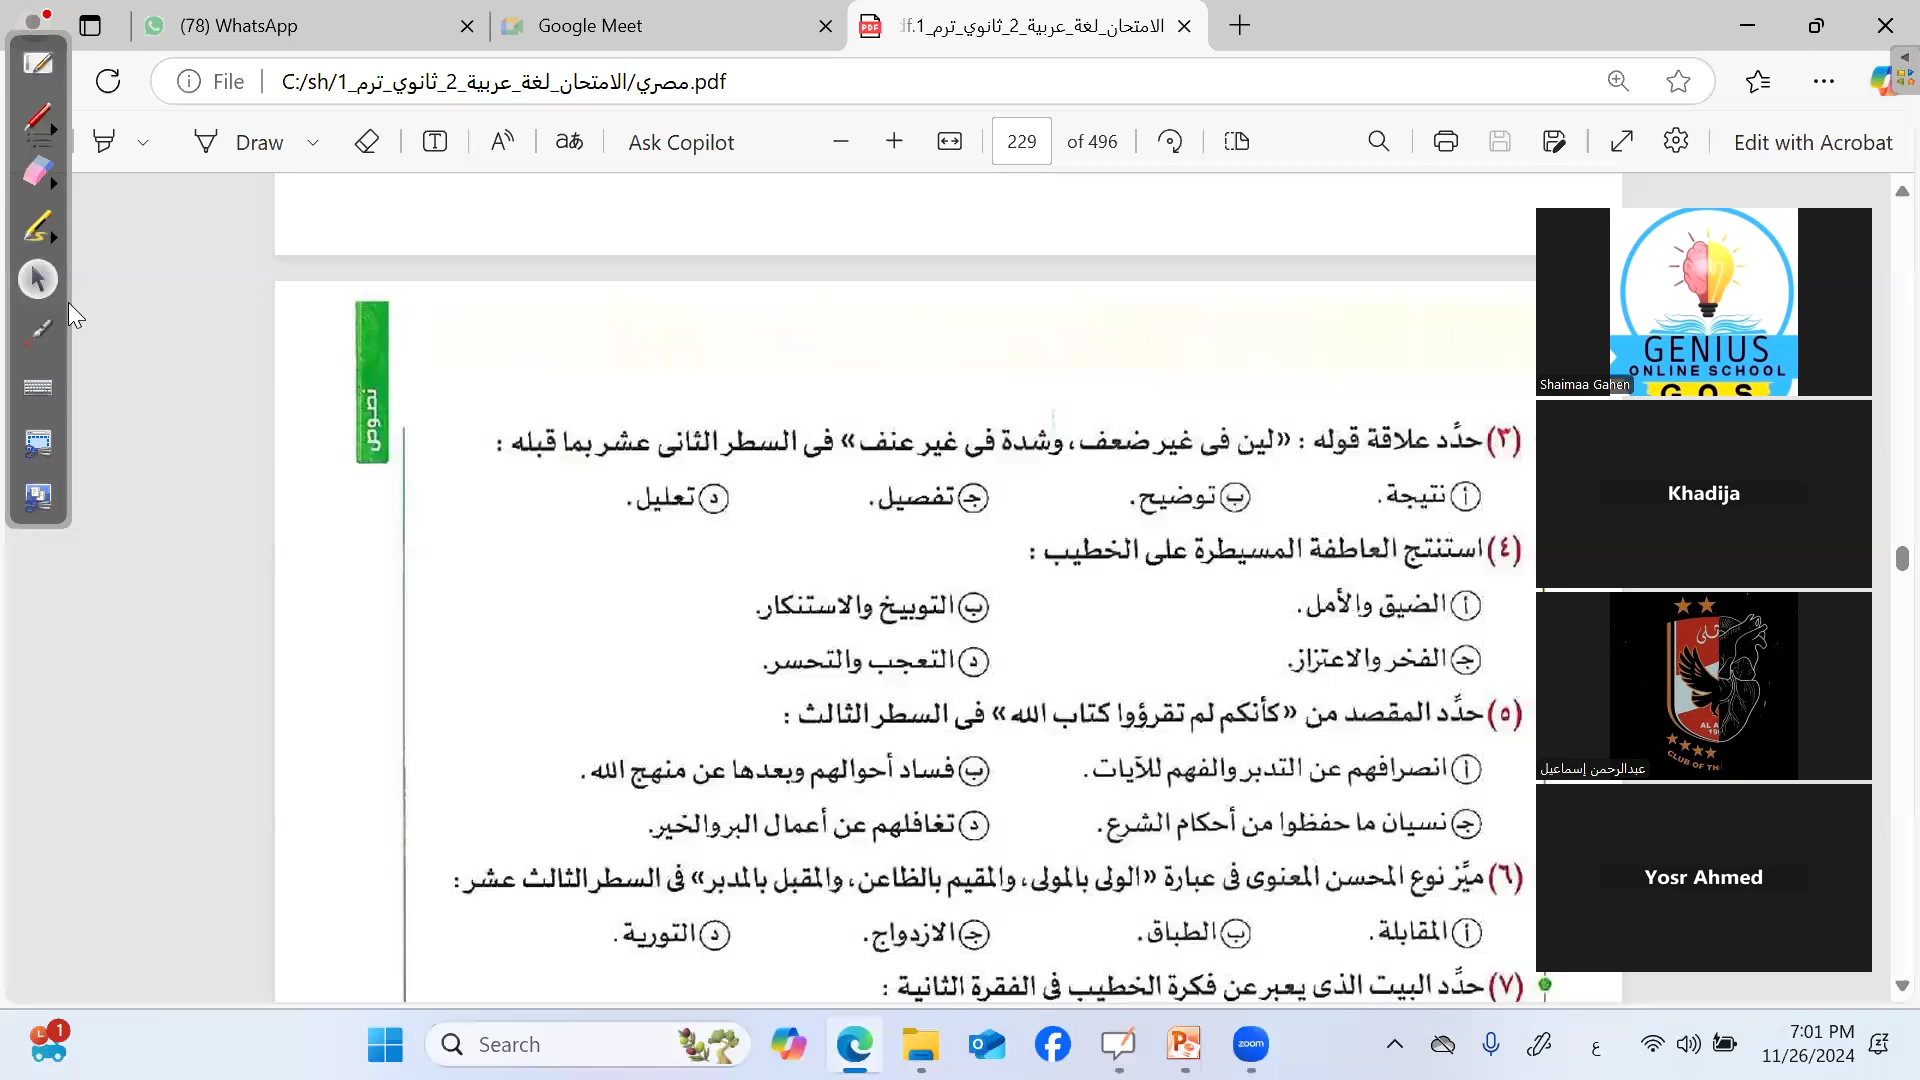 (78) WhatsApp
Google Meet
الامتحان_لغة_عربية_2_ثانوي_ترم_1.
File
C:/sh/مصري/الامتحان_لغة_عربية_2_ثانوي_ترم_1.pdf
Draw
Ask Copilot
229
of 496
Edit with Acrobat
نصوص
(٣) حدِّد علاقة قوله : «لين فى غير ضعف، وشدة فى غير عنف» فى السطر الثانى عشر بما قبله :
أ نتيجة.
ب توضيح.
ج تفصيل.
د تعليل.
(٤) استنتج العاطفة المسيطرة على الخطيب :
أ الضيق والأمل.
ب التوبيخ والاستنكار.
ج الفخر والاعتزاز.
د التعجب والتحسر.
(٥) حدِّد المقصد من «كأنكم لم تقرؤوا كتاب الله» فى السطر الثالث :
أ انصرافهم عن التدبر والفهم للآيات.
ب فساد أحوالهم وبعدها عن منهج الله.
ج نسيان ما حفظوا من أحكام الشرع.
د تغافلهم عن أعمال البر والخير.
(٦) ميِّز نوع المحسن المعنوى فى عبارة «الولى بالمولى، والمقيم بالظاعن، والمقبل بالمدبر» فى السطر الثالث عشر :
أ المقابلة.
ب الطباق.
ج الازدواج.
د التورية.
(٧) حدِّد البيت الذى يعبر عن فكرة الخطيب فى الفقرة الثانية :
GENIUS
ONLINE SCHOOL
G O S
Shaimaa Gahen
Khadija
عبدالرحمن إسماعيل
Yosr Ahmed
1
Search
zoom
ع
7:01 PM
11/26/2024